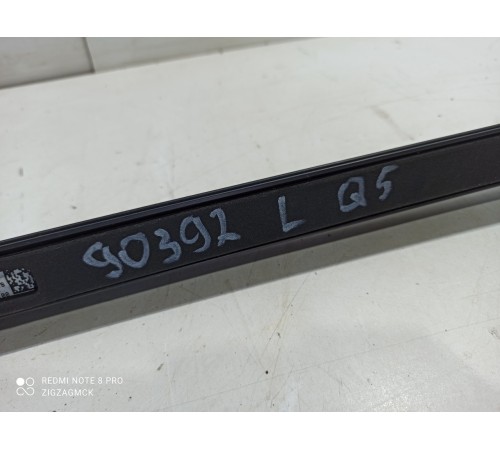 90392 L Q5
REDMI NOTE 8 PRO
ZIGZAGMCK